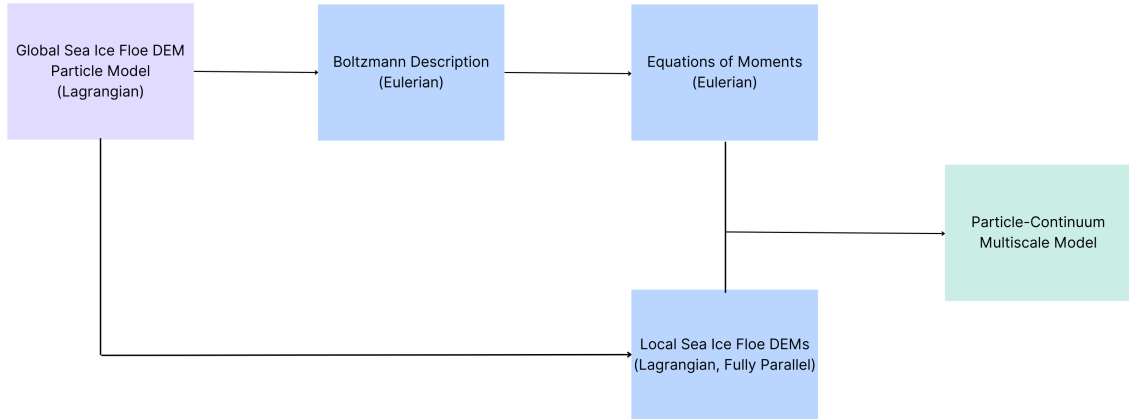 Global Sea Ice Floe DEM
Particle Model
(Lagrangian)
Boltzmann Description
(Eulerian)
Equations of Moments
(Eulerian)
Particle-Continuum
Multiscale Model
Local Sea Ice Floe DEMs
(Lagrangian, Fully Parallel)